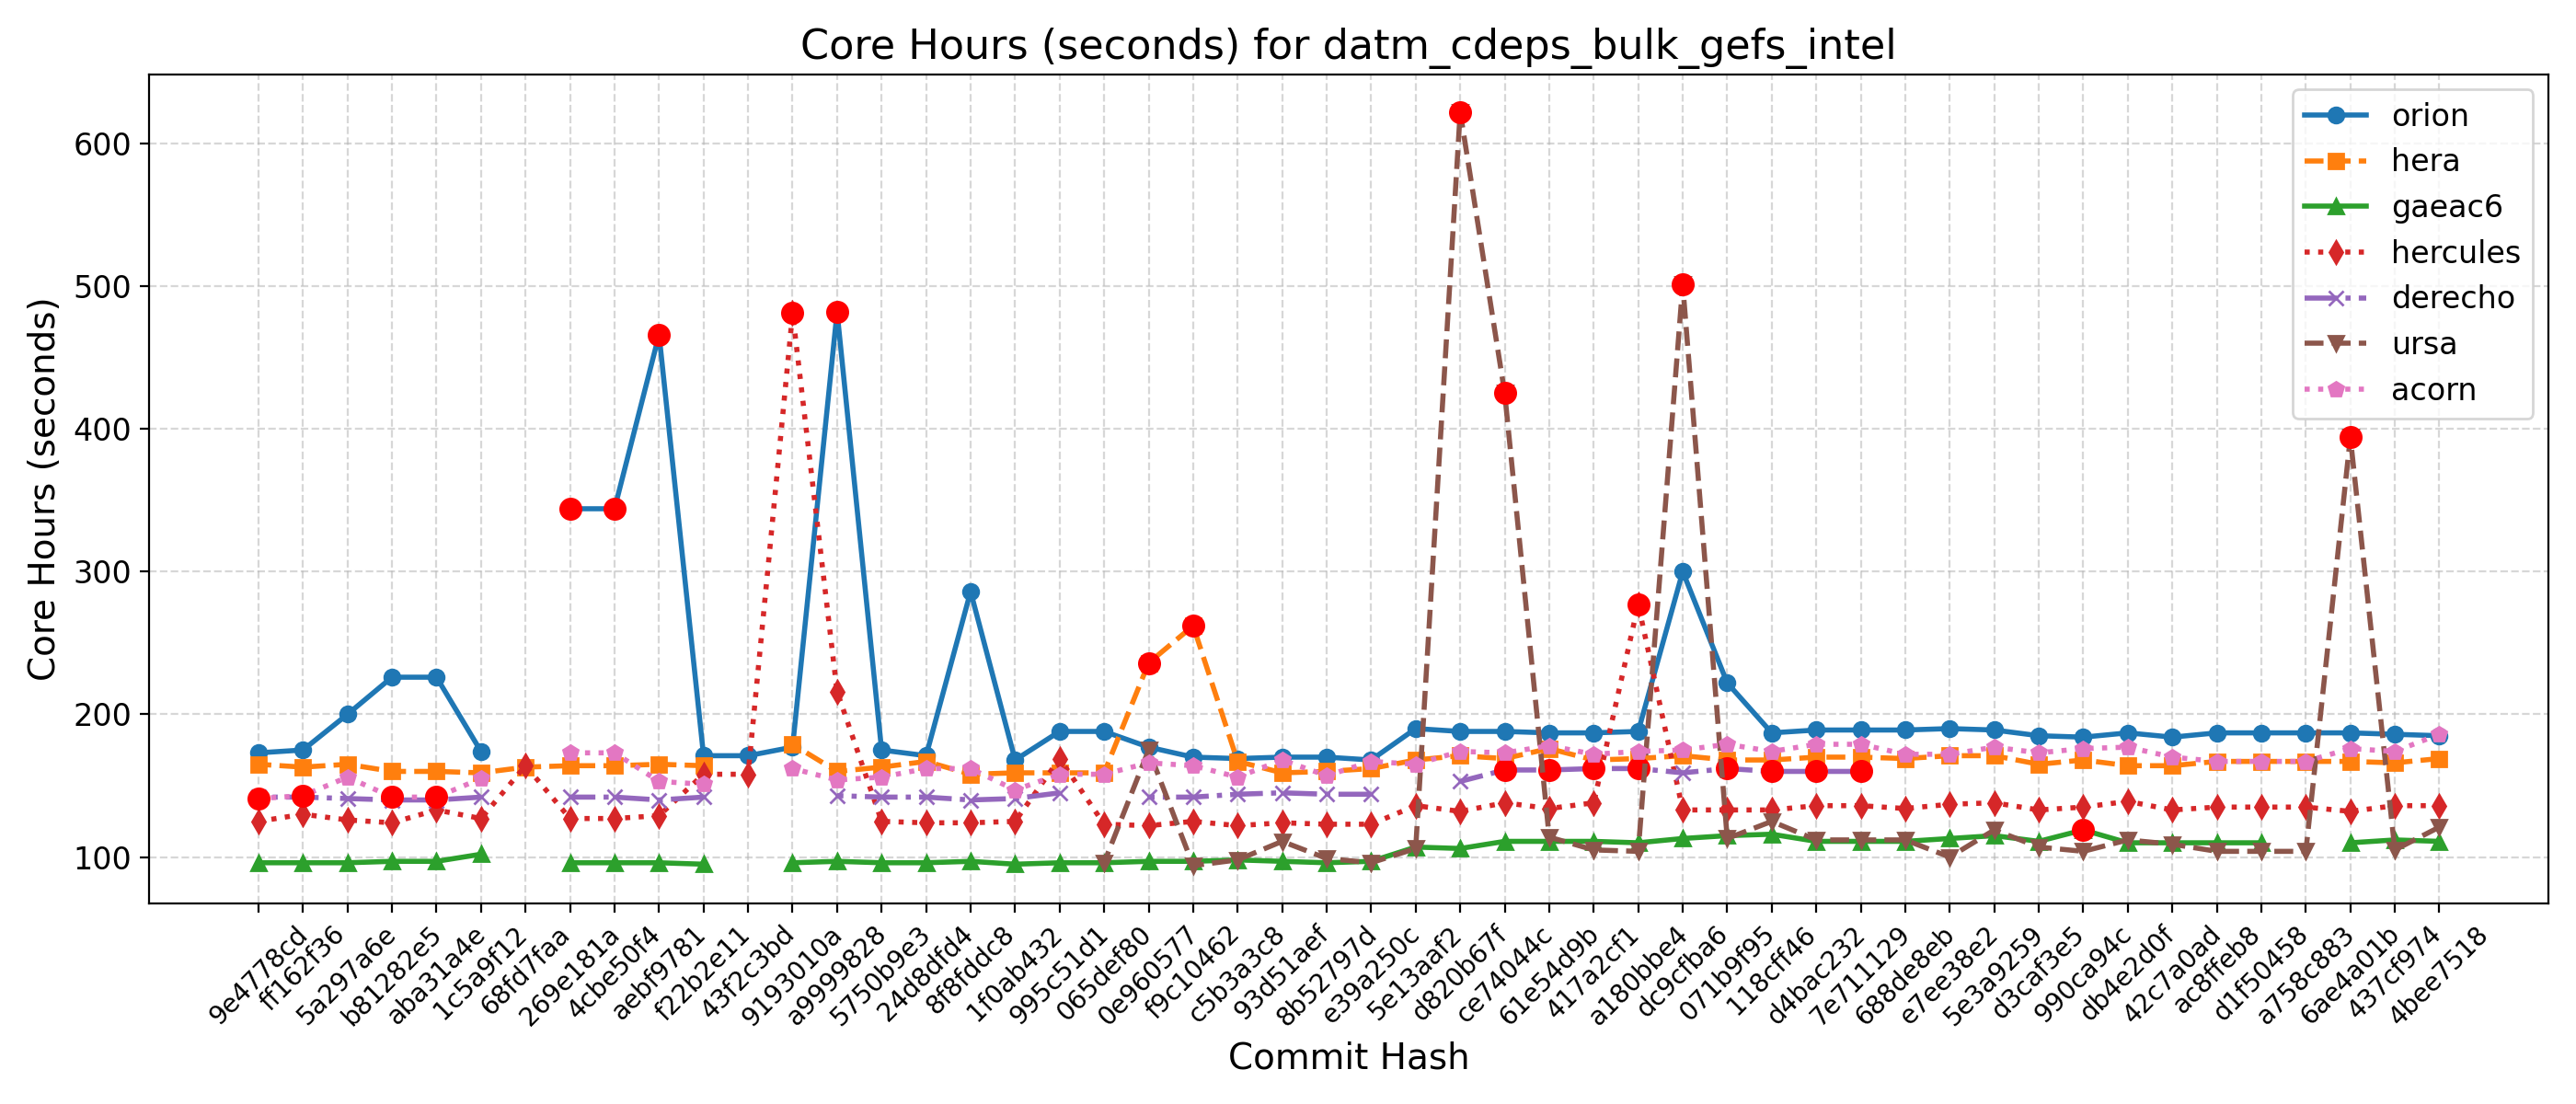 Core Hours (seconds) for datm_cdeps_bulk_gefs_intel
Core Hours (seconds)
600
500
400
300
200
100
orion
hera
gaeac6
hercules
derecho
ursa
acorn
9e4778cd
ff162f36
5a297a6e
b81282e5
aba31a4e
1c5a9f12
68fd7faa
269e181a
4cbe50f4
aebf9781
f22b2e11
43f2c3bd
9193010a
a9999828
5750b9e3
24d8dfd4
8f8fddc8
1f0ab432
995c51d1
065def80
0e960577
f9c10462
c5b3a3c8
93d51aef
8b52797d
e39a250c
5e13aaf2
d820b67f
ce74044c
61e54d9b
417a2cf1
a180bbe4
dc9cfba6
071b9f95
118cff46
d4bac232
7e711129
688de8eb
e7ee38e2
5e3a9259
d3caf3e5
990ca94c
db4e2d0f
42c7a0ad
ac8ffeb8
d1f50458
a758c883
6ae4a01b
437cf974
4bee7518
Commit Hash